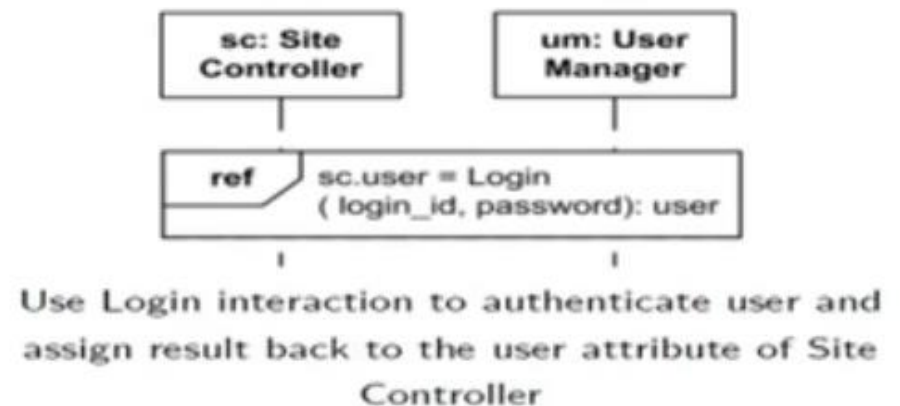 sc: Site
Controller
um: User
Manager
ref
sc.user = Login
( login_id, password): user
Use Login interaction to authenticate user and
assign result back to the user attribute of Site
Controller